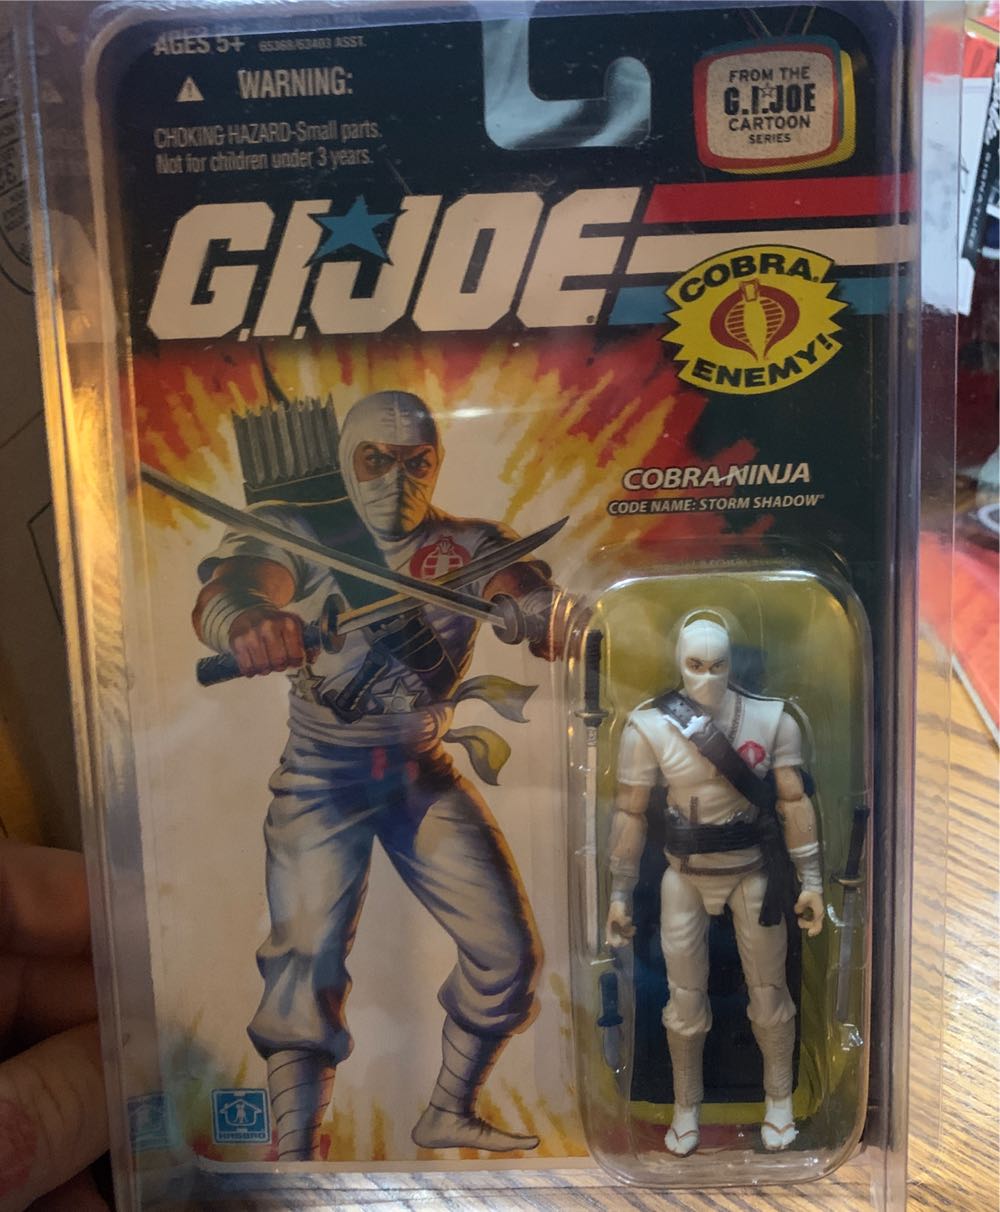 AGES 5+ 65368/63403 ASST.
WARNING:
CHOKING HAZARD-Small parts.
Not for children under 3 years.
FROM THE
G.I. JOE
CARTOON
SERIES
G.I. JOE
COBRA
ENEMY!
COBRA NINJA
CODE NAME: STORM SHADOW®
HASBRO
SIGNATURE